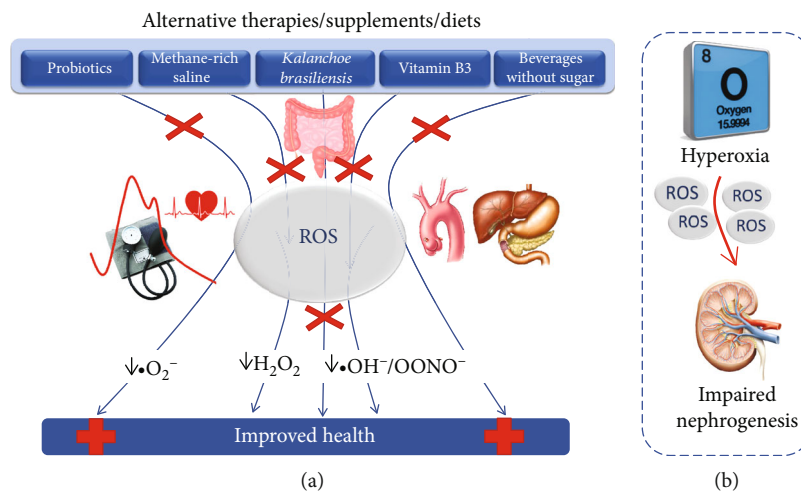 Alternative therapies/supplements/diets
Probiotics
Methane-rich
saline
Kalanchoe
brasiliensis
Vitamin B3
Beverages
without sugar
ROS
↓•O₂⁻
↓H₂O₂
↓•OH⁻/OONO⁻
Improved health
(a)
8
O
Oxygen
15.9994
Hyperoxia
ROS
ROS
ROS
ROS
Impaired
nephrogenesis
(b)